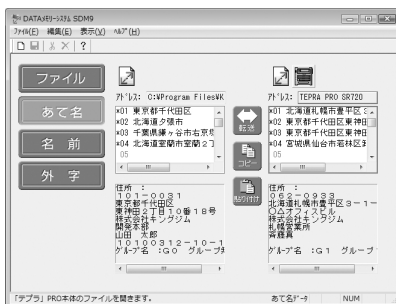 DATAメモリーシステム SDM9
ファイル(F) 編集(E) 表示(V) ヘルプ(H)
ファイル
あて名
名前
外字
アドレス: C:¥Program Files¥K
×01 東京都千代田区
×02 北海道夕張市
×03 千葉県鎌ヶ谷市右京塚
×04 北海道室蘭市室蘭２丁
05
転送
コピー
貼り付け
アドレス: TEPRA PRO SR720
×01 北海道札幌市豊平区３
×02 東京都千代田区東神田
×03 東京都千代田区東神田
×04 宮城県仙台市若林区
05
住所 :
１０１－００３１
東京都千代田区
東神田２丁目１０番１８号
株式会社キングジム
開発本部
山田 太郎
１０１００３１２－１０－１
グループ名 :G0 グループ
住所 :
０６２－０９３３
北海道札幌市豊平区３－１－
〇△オフィスビル
株式会社キングジム
札幌営業所
斉藤真
グループ名 :G1 グループ
「テプラ」PRO本体のファイルを開きます。
あて名データ
NUM